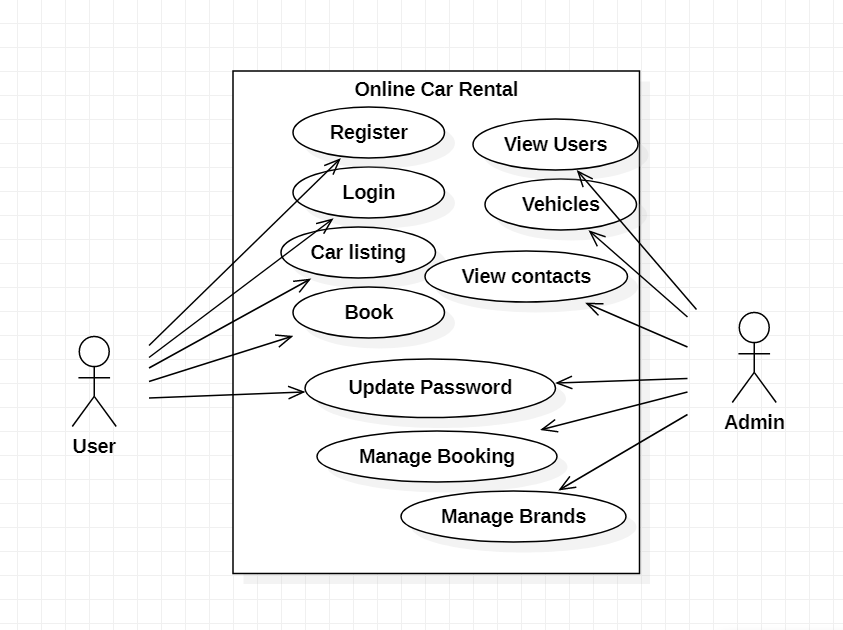 Online Car Rental
Register
View Users
Login
Vehicles
Car listing
View contacts
Book
Update Password
Admin
User
Manage Booking
Manage Brands